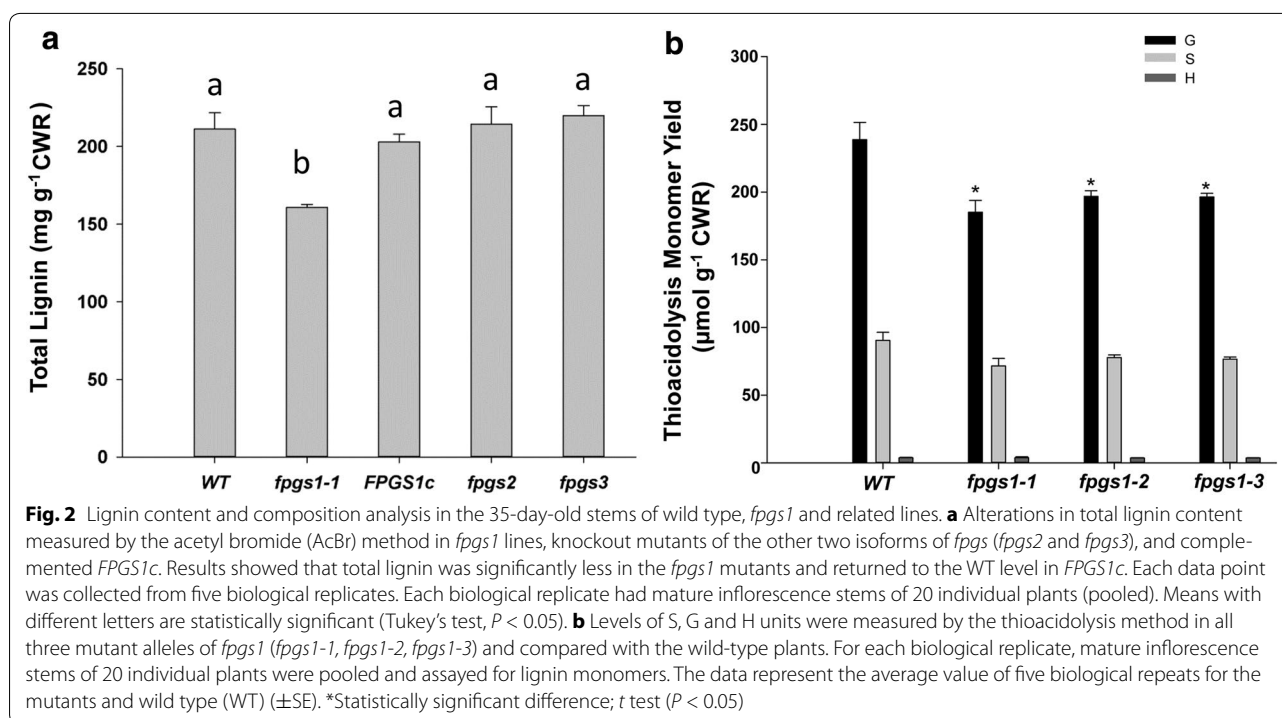 a
250
200
150
100
50
0
Total Lignin (mg g⁻¹ CWR)
a
b
a
a
a
WT fpgs1-1 FPGS1c fpgs2 fpgs3
b
300
250
200
150
100
50
0
Thioacidolysis Monomer Yield
(µmol g⁻¹ CWR)
G
S
H
*
*
*
WT fpgs1-1 fpgs1-2 fpgs1-3
Fig. 2 Lignin content and composition analysis in the 35-day-old stems of wild type, fpgs1 and related lines. a Alterations in total lignin content
measured by the acetyl bromide (AcBr) method in fpgs1 lines, knockout mutants of the other two isoforms of fpgs (fpgs2 and fpgs3), and comple-
mented FPGS1c. Results showed that total lignin was significantly less in the fpgs1 mutants and returned to the WT level in FPGS1c. Each data point
was collected from five biological replicates. Each biological replicate had mature inflorescence stems of 20 individual plants (pooled). Means with
different letters are statistically significant (Tukey's test, P < 0.05). b Levels of S, G and H units were measured by the thioacidolysis method in all
three mutant alleles of fpgs1 (fpgs1-1, fpgs1-2, fpgs1-3) and compared with the wild-type plants. For each biological replicate, mature inflorescence
stems of 20 individual plants were pooled and assayed for lignin monomers. The data represent the average value of five biological repeats for the
mutants and wild type (WT) (±SE). *Statistically significant difference; t test (P < 0.05)